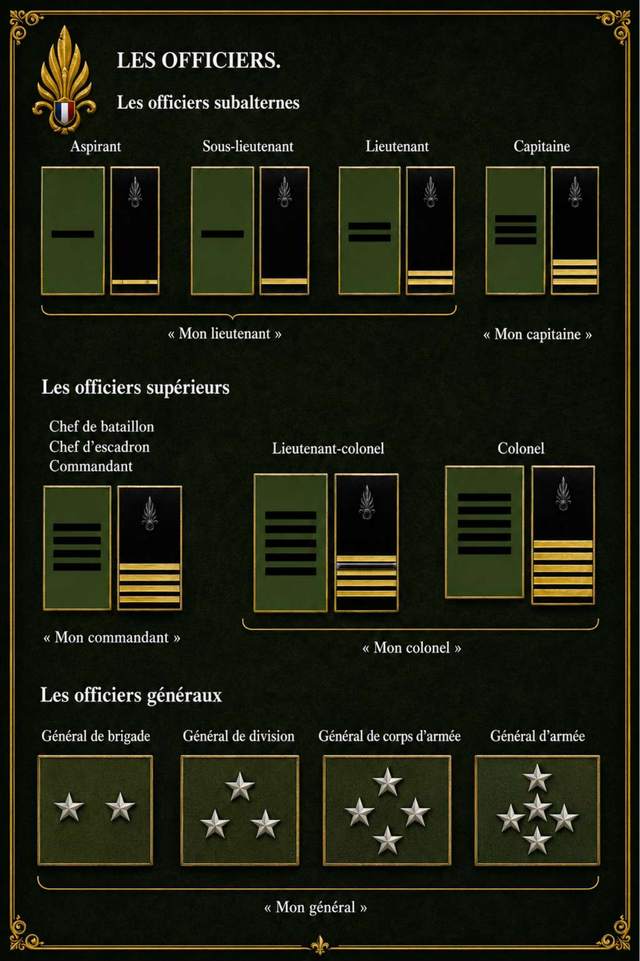 LES OFFICIERS.
Les officiers subalternes
Aspirant
Sous-lieutenant
Lieutenant
Capitaine
« Mon lieutenant »
« Mon capitaine »
Les officiers supérieurs
Chef de bataillon
Chef d’escadron
Commandant
Lieutenant-colonel
Colonel
« Mon commandant »
« Mon colonel »
Les officiers généraux
Général de brigade
Général de division
Général de corps d’armée
Général d’armée
« Mon général »